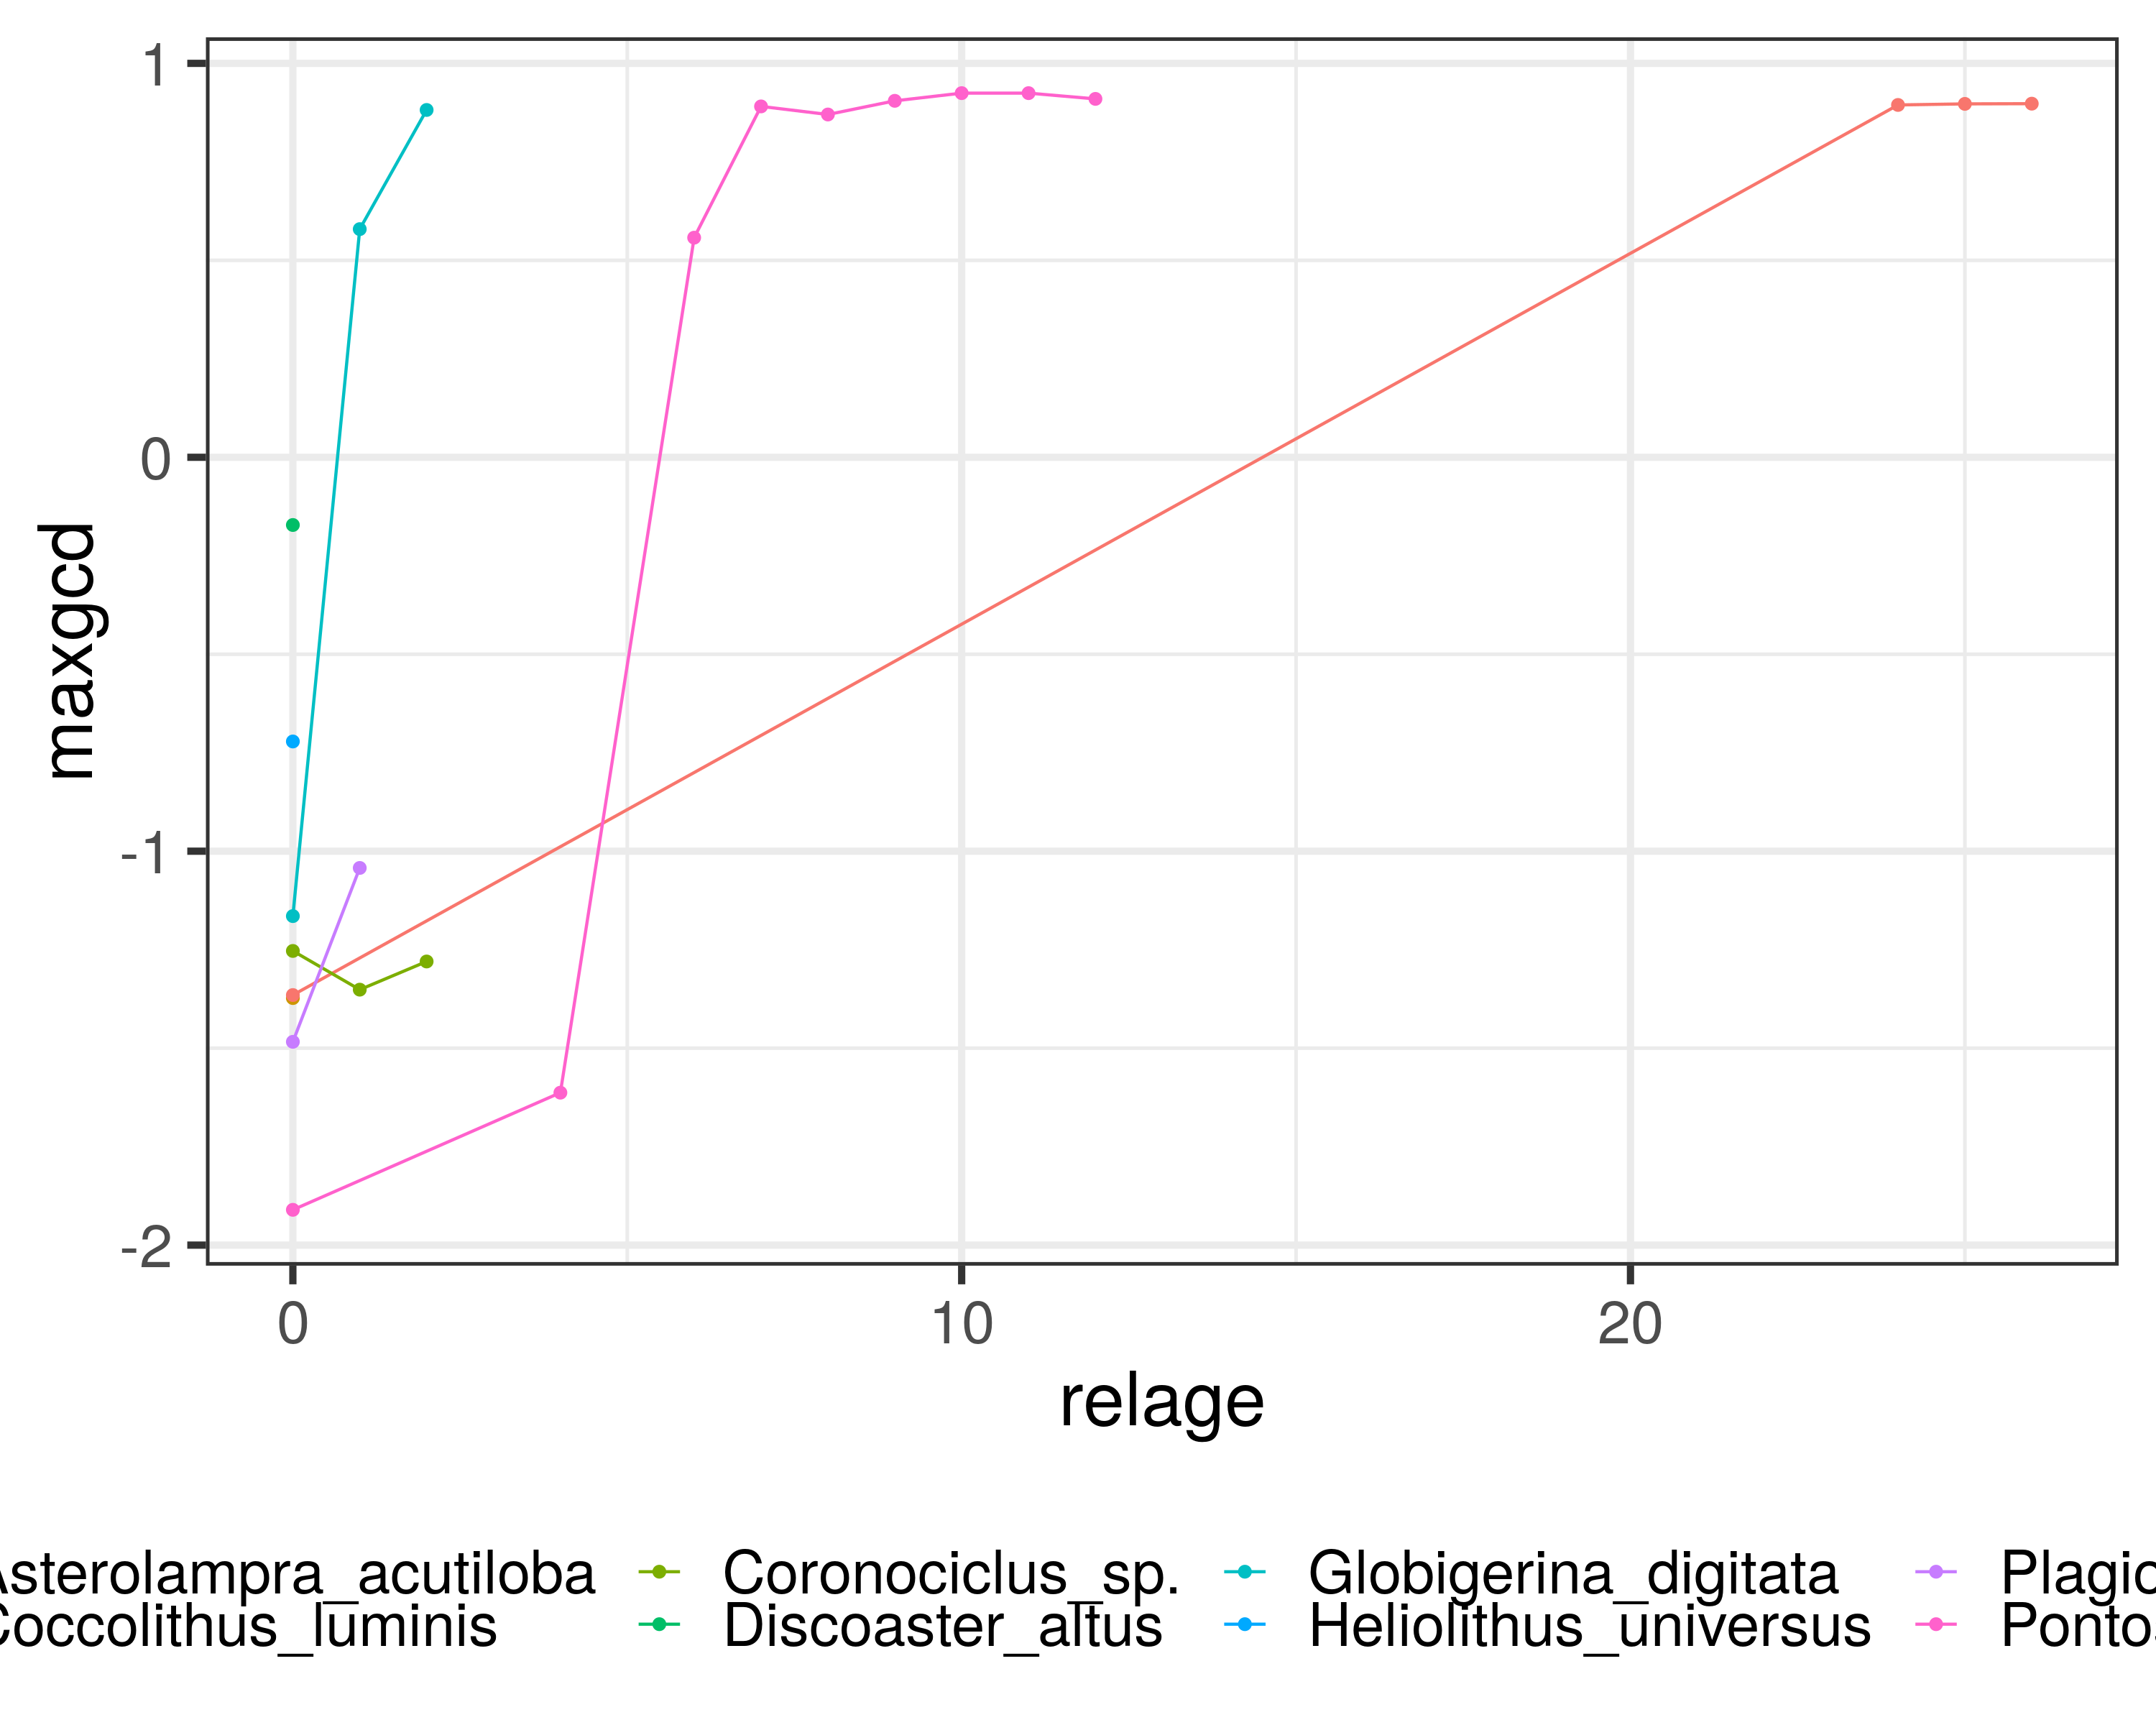 1
0
-1
-2
maxgcd
0 10 20
relage
Asterolampra_acutiloba Coronociclus_sp. Globigerina_digitata
Coccolithus_luminis Discoaster_altus Heliolithus_universus